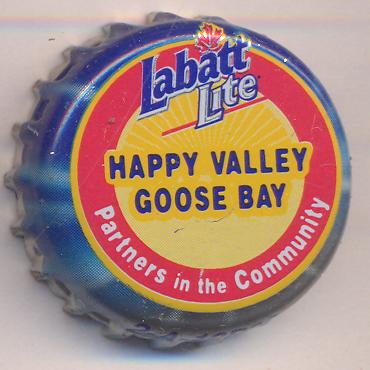 Labatt
Lite
HAPPY VALLEY
GOOSE BAY
Partners in the Community